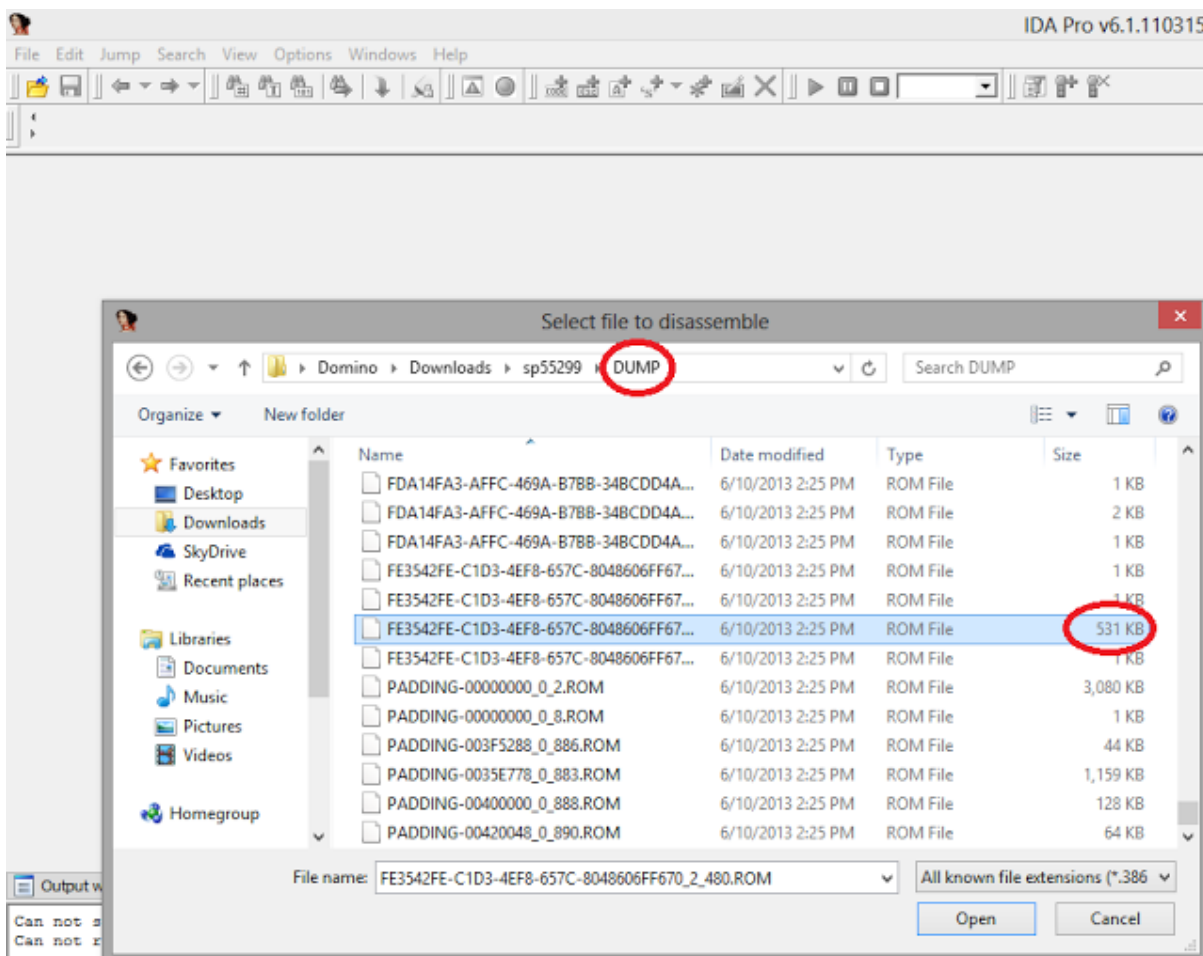 IDA Pro v6.1.110315
File Edit Jump Search View Options Windows Help
Select file to disassemble
Domino Downloads sp55299 DUMP Search DUMP
Organize New folder
Name Date modified Type Size
Favorites
Desktop
Downloads
SkyDrive
Recent places
Libraries
Documents
Music
Pictures
Videos
Homegroup
FDA14FA3-AFFC-469A-B7BB-34BCDD4A... 6/10/2013 2:25 PM ROM File 1 KB
FDA14FA3-AFFC-469A-B7BB-34BCDD4A... 6/10/2013 2:25 PM ROM File 2 KB
FDA14FA3-AFFC-469A-B7BB-34BCDD4A... 6/10/2013 2:25 PM ROM File 1 KB
FE3542FE-C1D3-4EF8-657C-8048606FF67... 6/10/2013 2:25 PM ROM File 1 KB
FE3542FE-C1D3-4EF8-657C-8048606FF67... 6/10/2013 2:25 PM ROM File 1 KB
FE3542FE-C1D3-4EF8-657C-8048606FF67... 6/10/2013 2:25 PM ROM File 531 KB
FE3542FE-C1D3-4EF8-657C-8048606FF67... 6/10/2013 2:25 PM ROM File 1 KB
PADDING-00000000_0_2.ROM 6/10/2013 2:25 PM ROM File 3,080 KB
PADDING-00000000_0_8.ROM 6/10/2013 2:25 PM ROM File 1 KB
PADDING-003F5288_0_886.ROM 6/10/2013 2:25 PM ROM File 44 KB
PADDING-0035E778_0_883.ROM 6/10/2013 2:25 PM ROM File 1,159 KB
PADDING-00400000_0_888.ROM 6/10/2013 2:25 PM ROM File 128 KB
PADDING-00420048_0_890.ROM 6/10/2013 2:25 PM ROM File 64 KB
File name: FE3542FE-C1D3-4EF8-657C-8048606FF670_2_480.ROM All known file extensions (*.386
Open Cancel
Output w
Can not s
Can not r